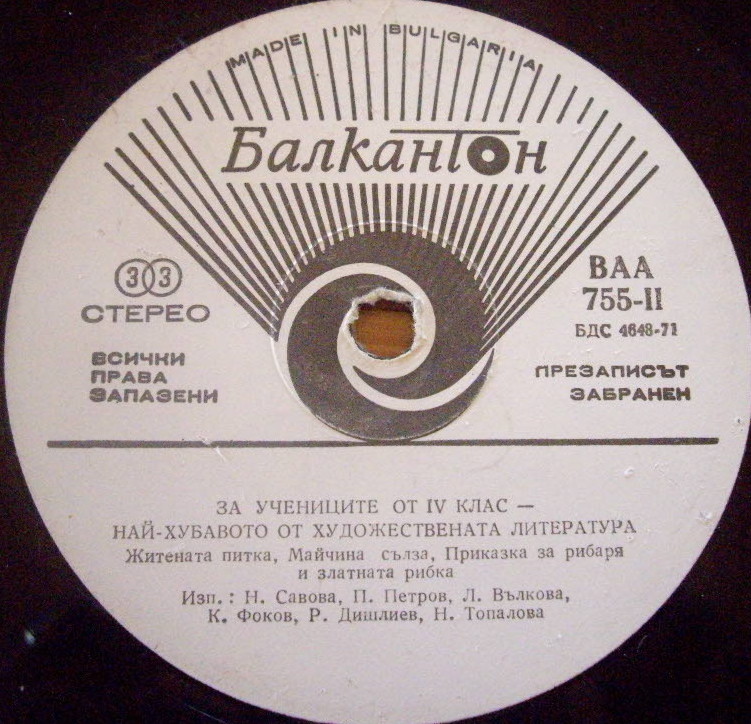 MADE IN BULGARIA
Балкантон
33
СТЕРЕО
ВСИЧКИ
ПРАВА
ЗАПАЗЕНИ
ВАА
755-II
БДС 4648-71
ПРЕЗАПИСЪТ
ЗАБРАНЕН
ЗА УЧЕНИЦИТЕ ОТ IV КЛАС —
НАЙ-ХУБАВОТО ОТ ХУДОЖЕСТВЕНАТА ЛИТЕРАТУРА
Житената питка, Майчина сълза, Приказка за рибаря
и златната рибка
Изп.: Н. Савова, П. Петров, Л. Вълкова,
К. Фоков, Р. Дишлиев, Н. Топалова